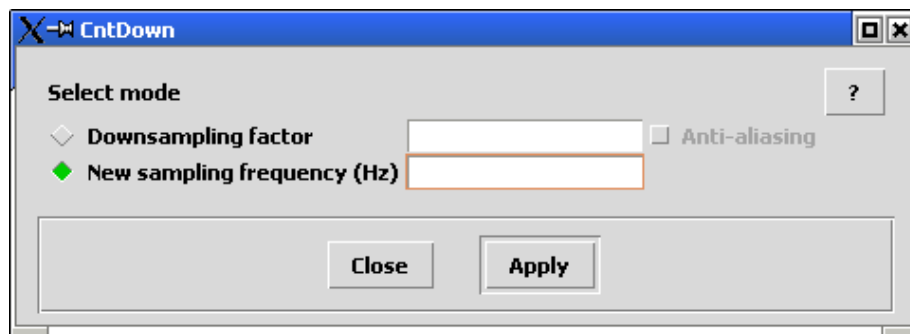 CntDown
Select mode
?
Downsampling factor
Anti-aliasing
New sampling frequency (Hz)
Close
Apply